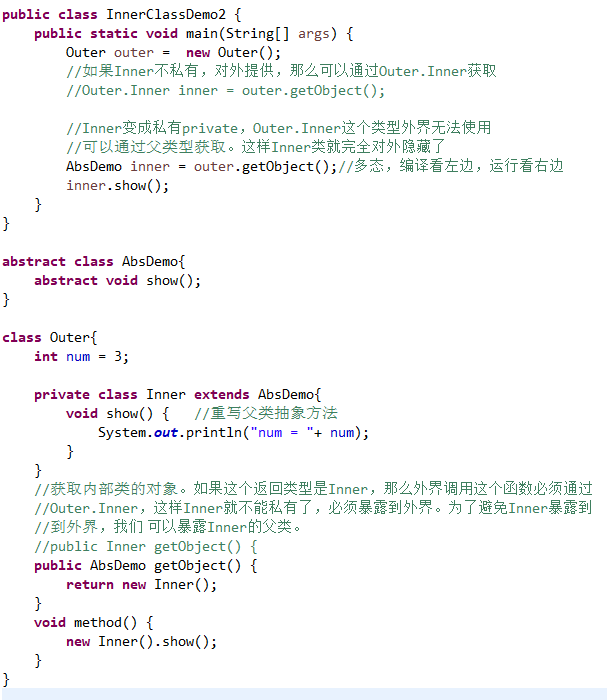 public class InnerClassDemo2 {
    public static void main(String[] args) {
        Outer outer =  new Outer();
        //如果Inner不私有，对外提供，那么可以通过Outer.Inner获取
        //Outer.Inner inner = outer.getObject();

        //Inner变成私有private，Outer.Inner这个类型外界无法使用
        //可以通过父类型获取。这样Inner类就完全对外隐藏了
        AbsDemo inner = outer.getObject();//多态，编译看左边，运行看右边
        inner.show();
    }
}

abstract class AbsDemo{
    abstract void show();
}

class Outer{
    int num = 3;

    private class Inner extends AbsDemo{
        void show() {   //重写父类抽象方法
            System.out.println("num = "+ num);
        }
    }
    //获取内部类的对象。如果这个返回类型是Inner，那么外界调用这个函数必须通过
    //Outer.Inner，这样Inner就不能私有了，必须暴露到外界。为了避免Inner暴露到
    //到外界，我们 可以暴露Inner的父类。
    //public Inner getObject() {
    public AbsDemo getObject() {
        return new Inner();
    }
    void method() {
        new Inner().show();
    }
}